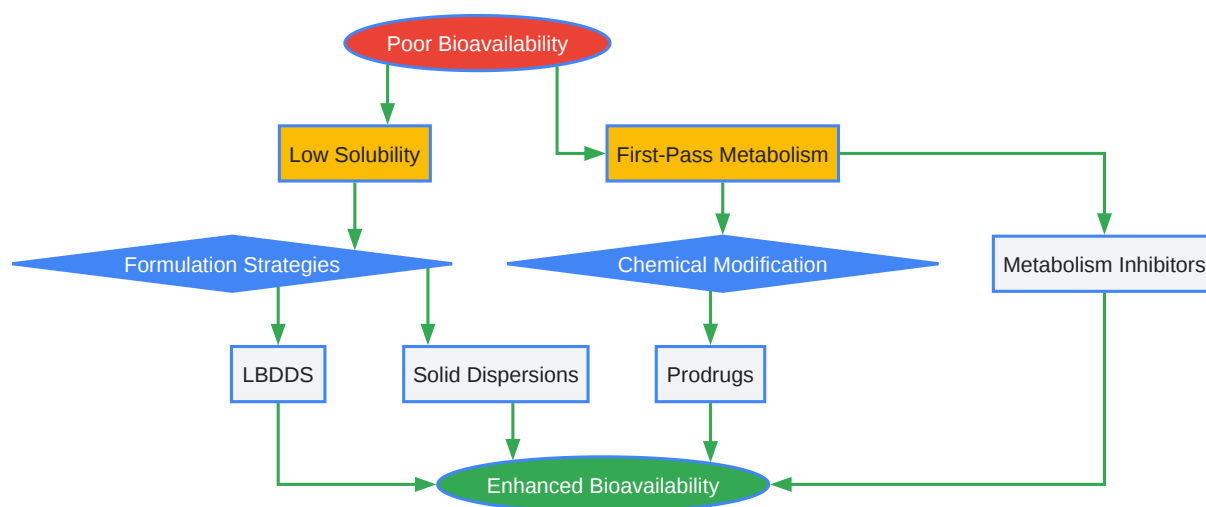 Poor Bioavailability
Low Solubility
First-Pass Metabolism
Formulation Strategies
Chemical Modification
Metabolism Inhibitors
LBDDS
Solid Dispersions
Prodrugs
Enhanced Bioavailability